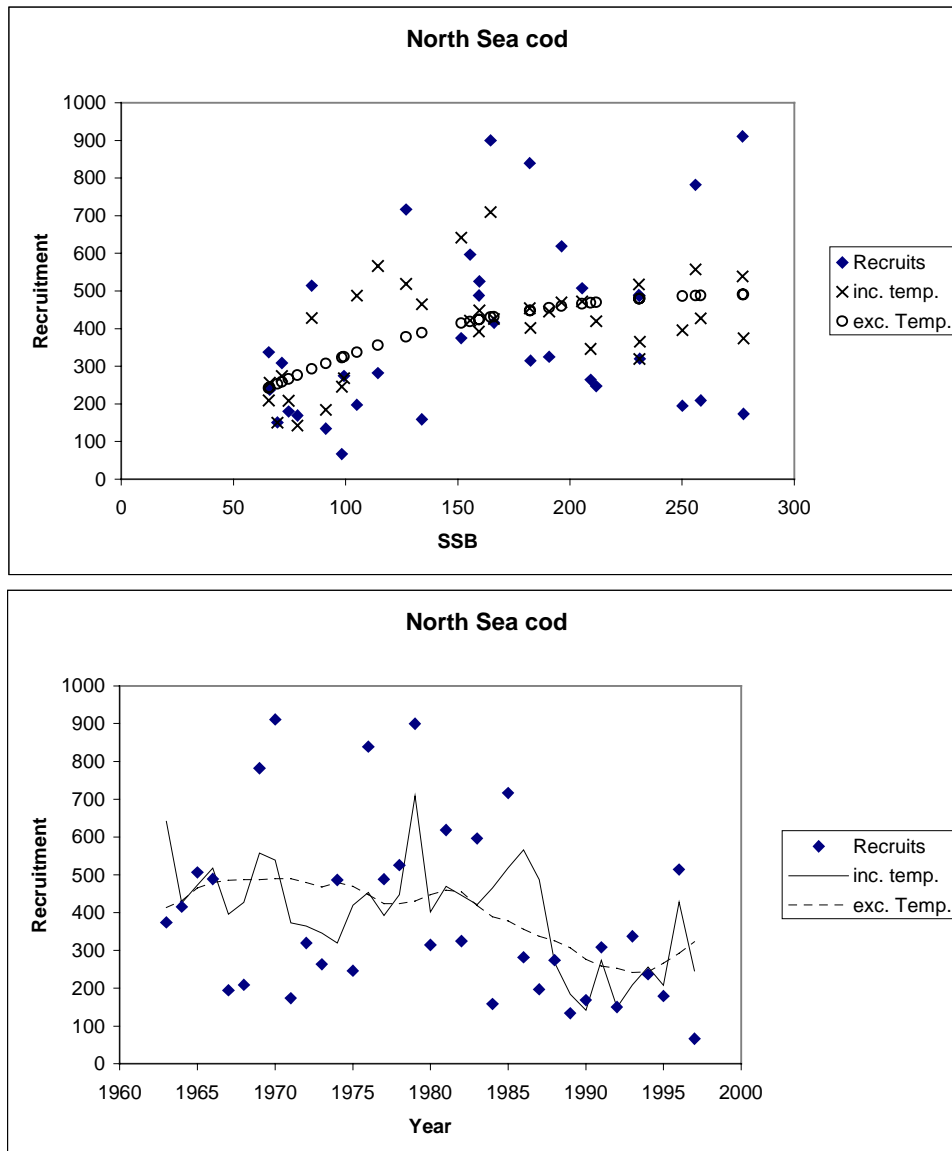 North Sea cod
1000
900
800
700
600
500
400
300
200
100
0
Recruitment
0 50 100 150 200 250 300
SSB
Recruits
inc. temp.
exc. Temp.
North Sea cod
1000
900
800
700
600
500
400
300
200
100
0
Recruitment
1960 1965 1970 1975 1980 1985 1990 1995 2000
Year
Recruits
inc. temp.
exc. Temp.